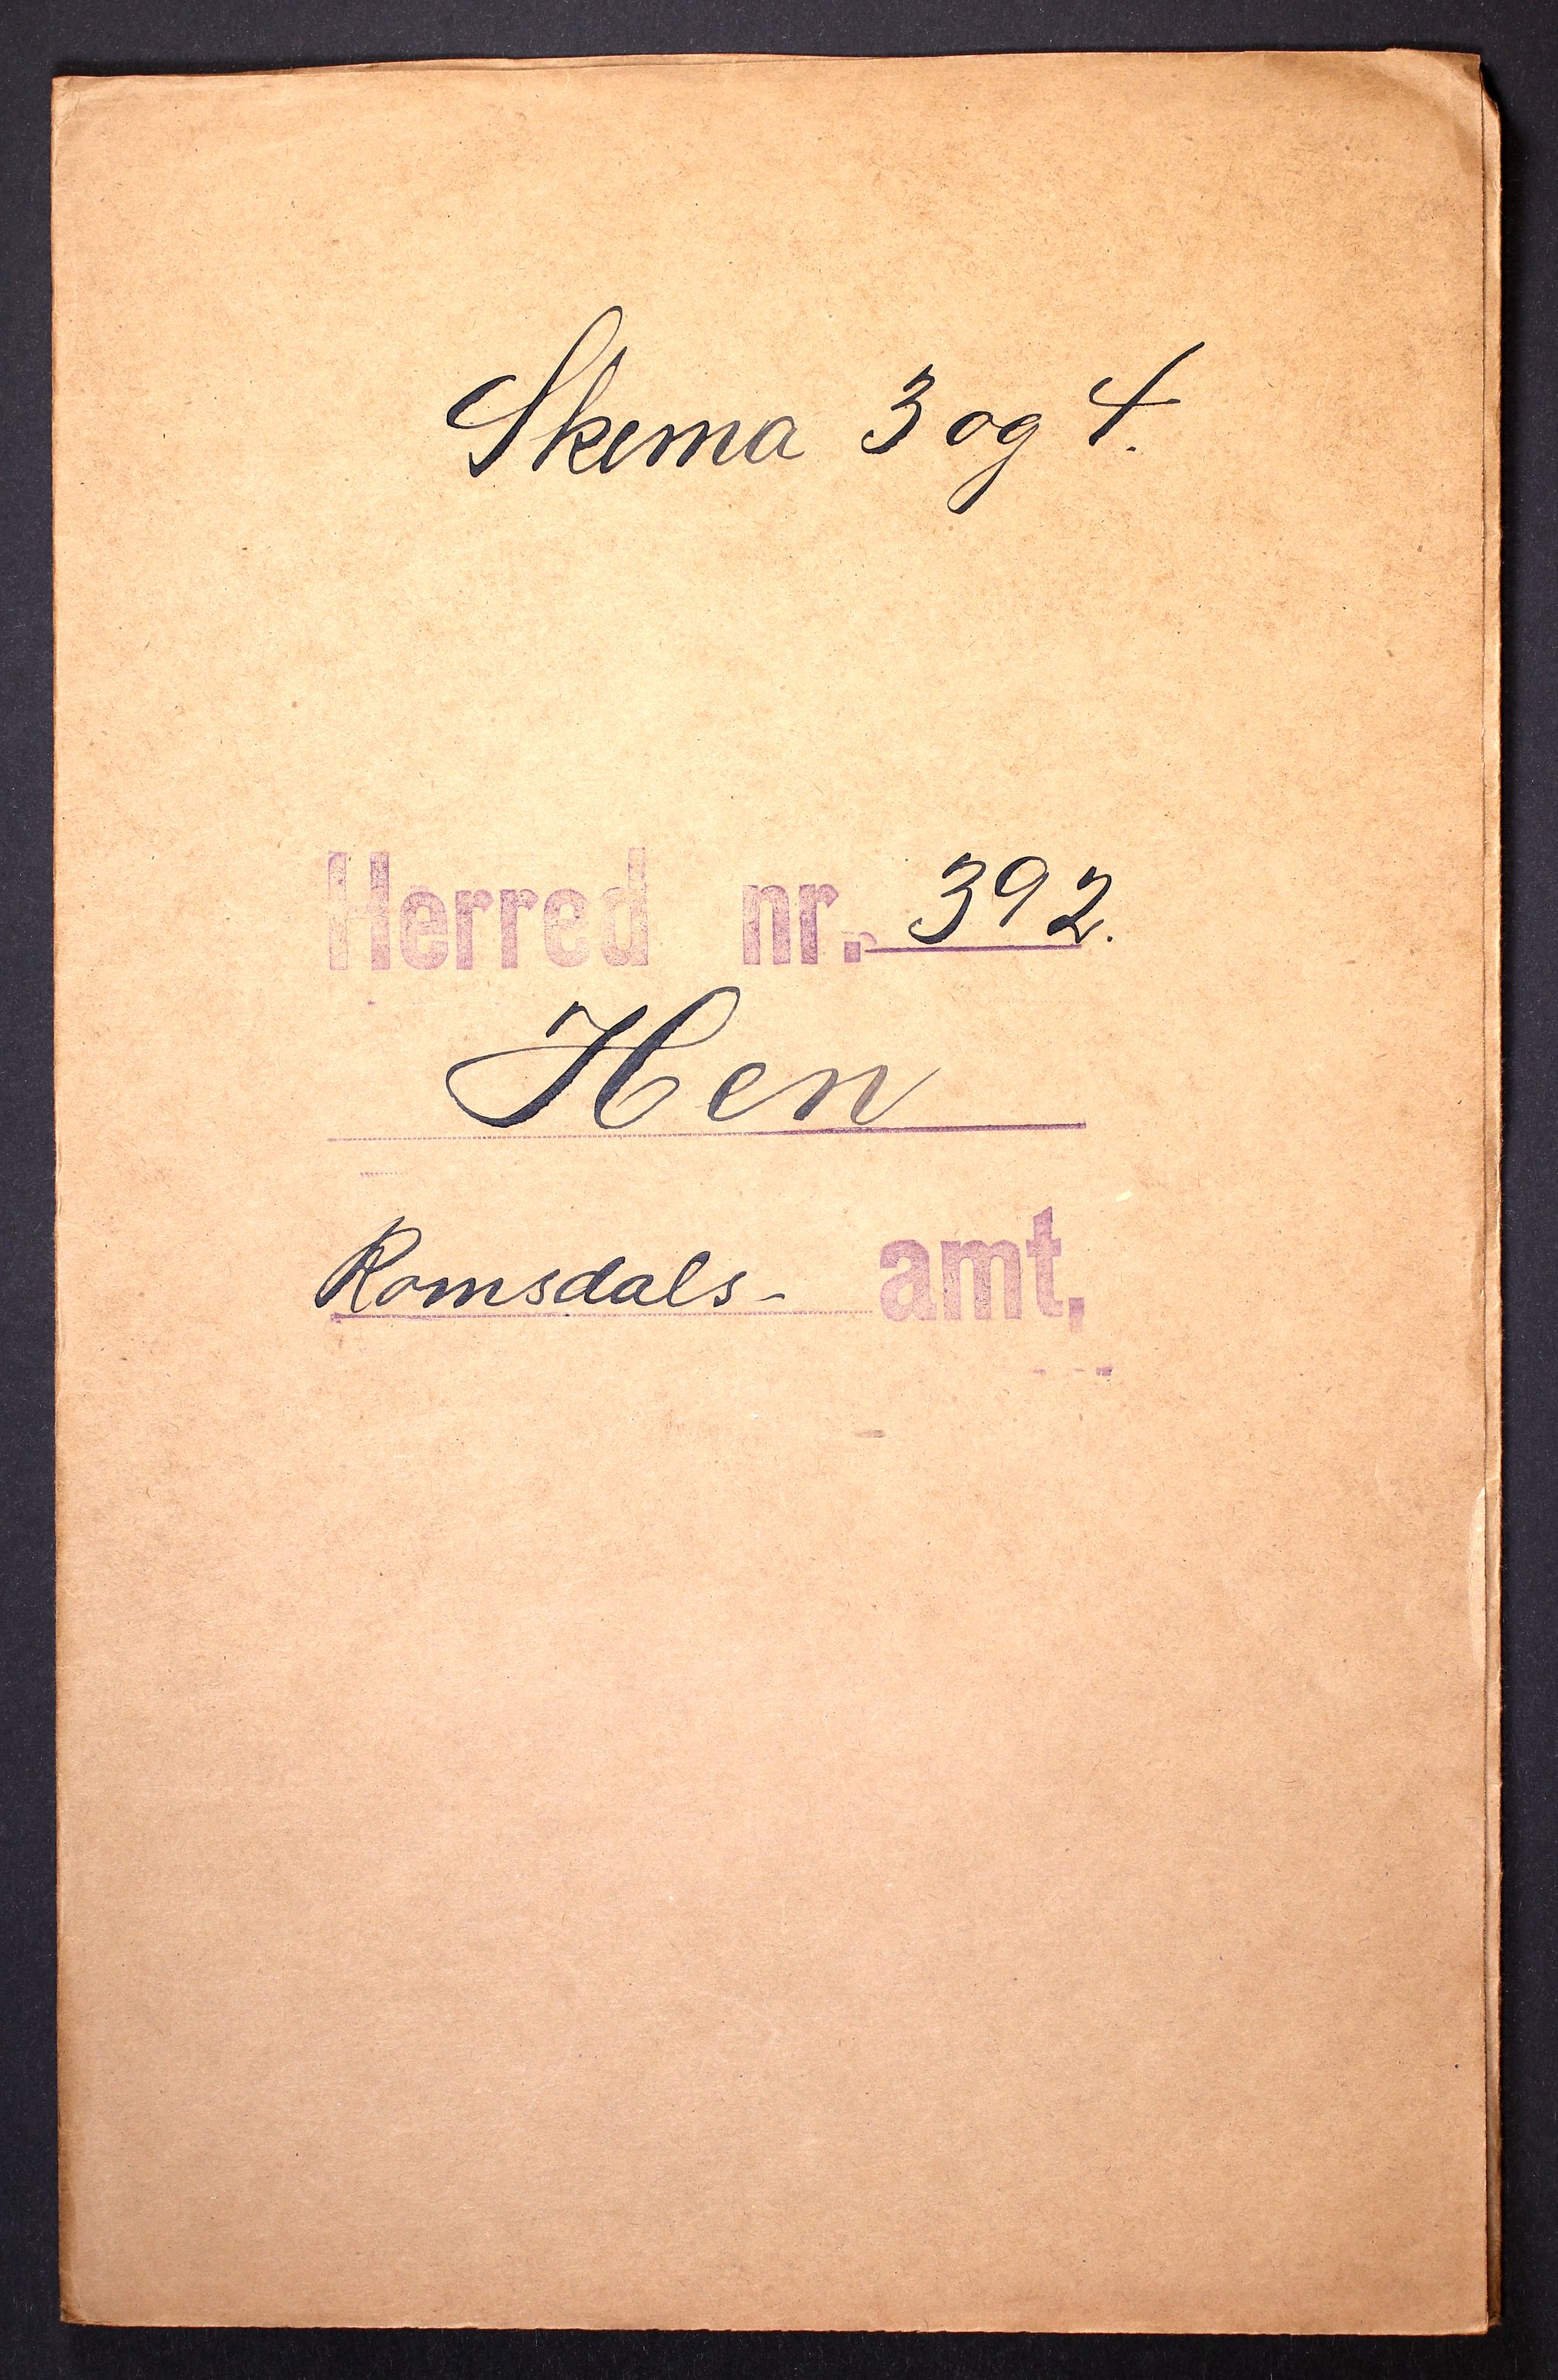 Skema 3 og 4.
Herred nr. 392.
Hen
Romsdals- amt,